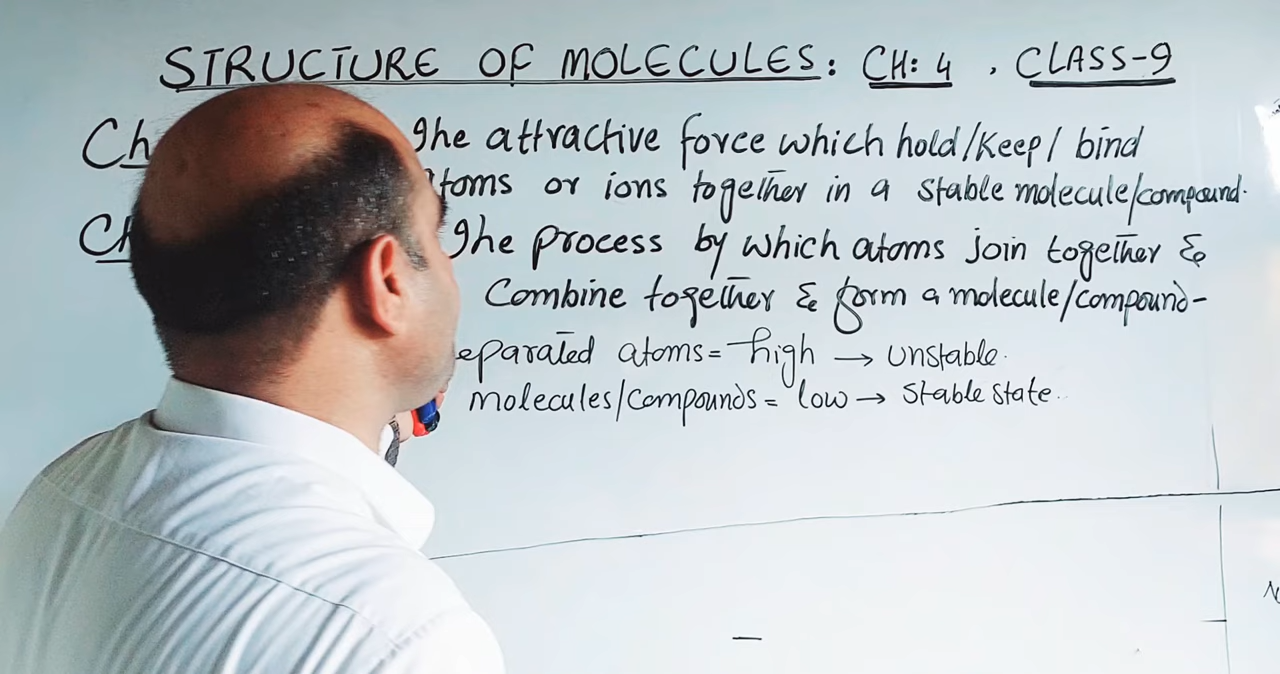 STRUCTURE OF MOLECULES: CH: 4 , CLASS-9
Ch The attractive force which hold/Keep/ bind
toms or ions together in a stable molecule/compound.
Ch The process by which atoms join together &
Combine together & form a molecule/compound-
eparated atoms = high → unstable.
molecules/compounds = low → stable state.